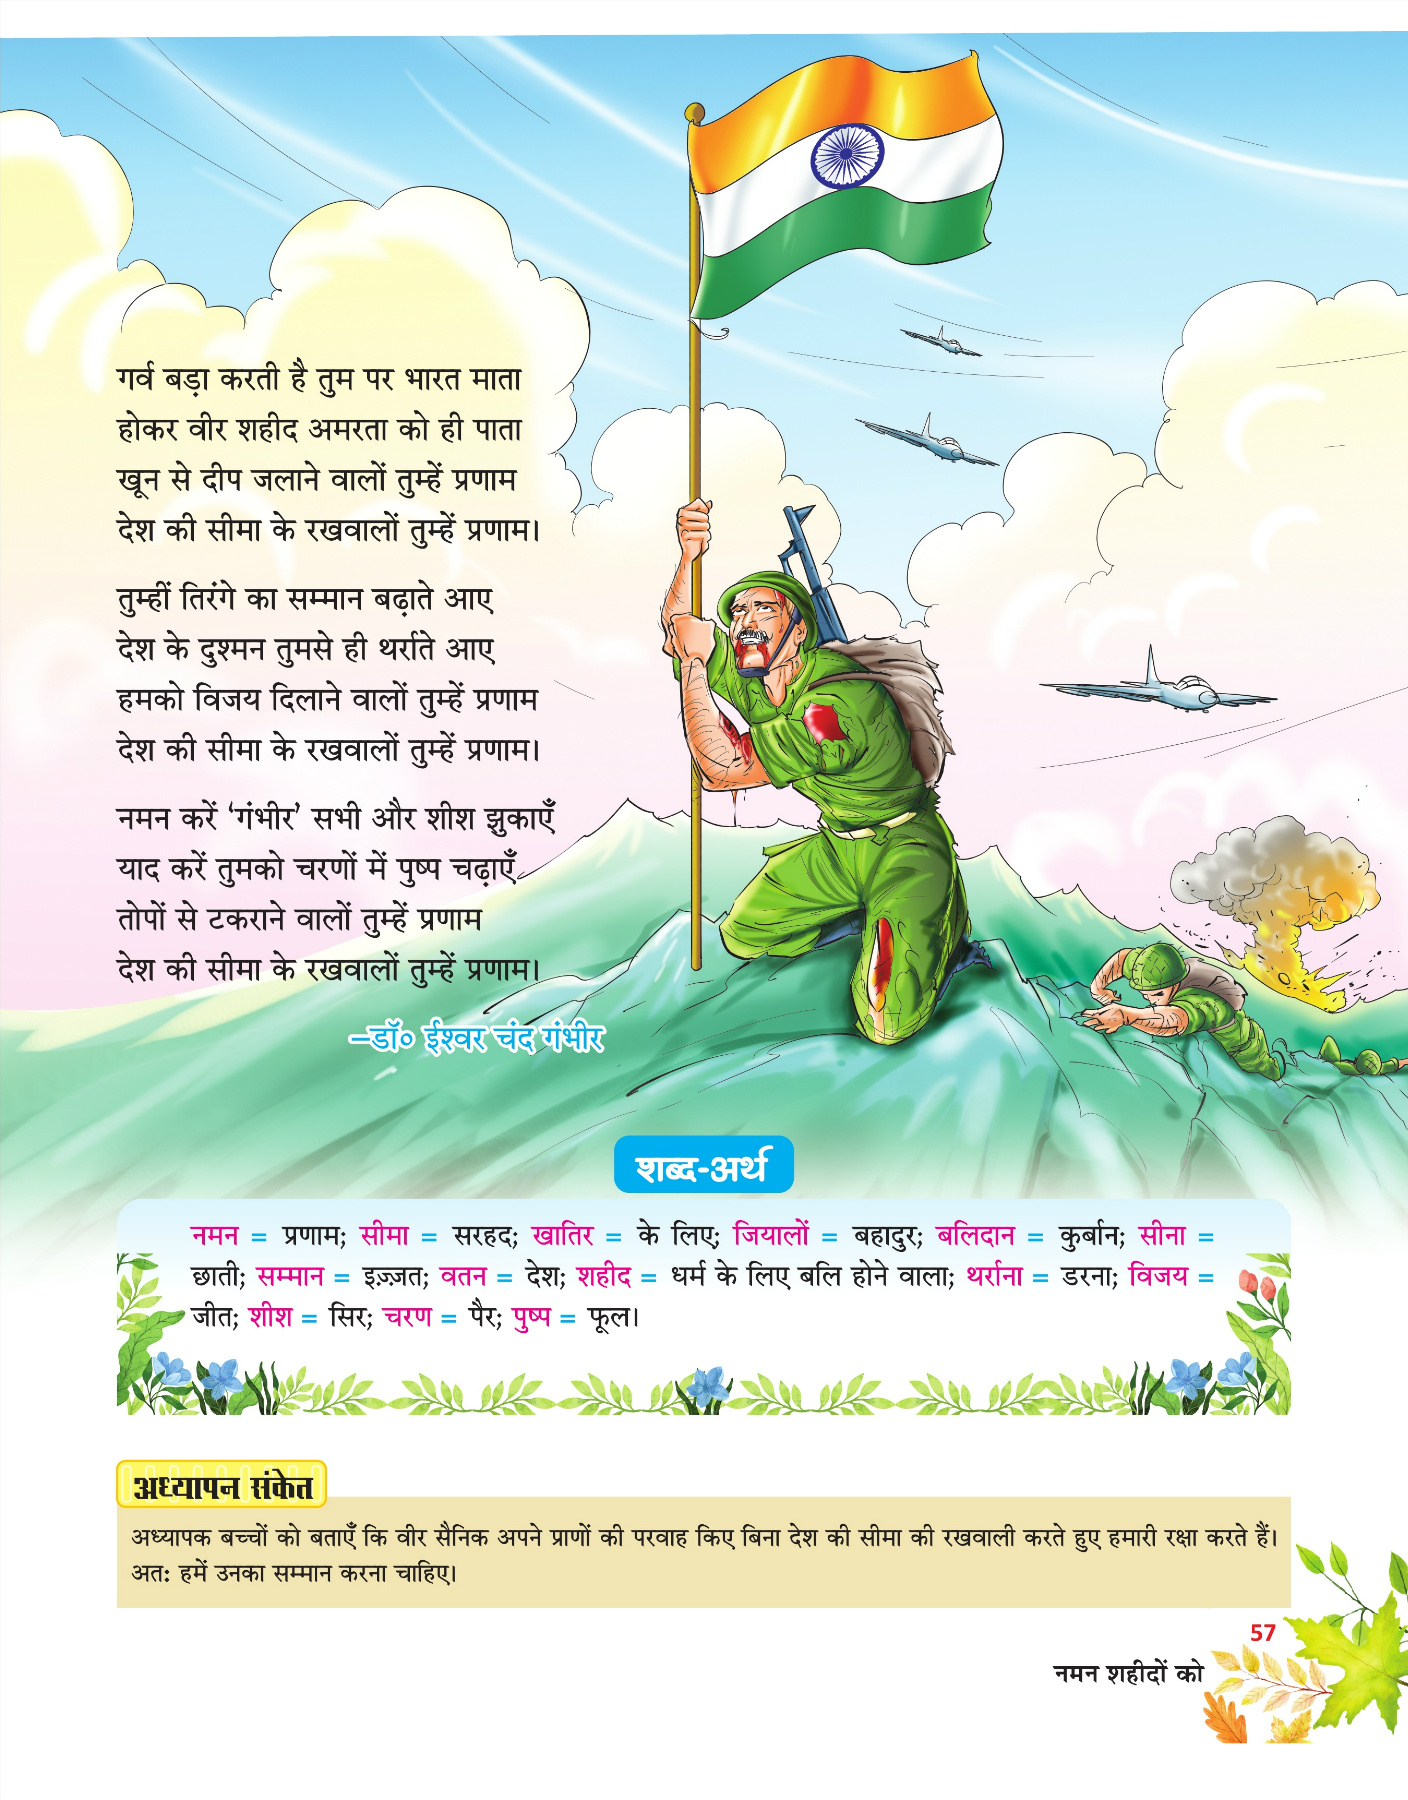 गर्व बड़ा करती है तुम पर भारत माता
होकर वीर शहीद अमरता को ही पाता
खून से दीप जलाने वालों तुम्हें प्रणाम
देश की सीमा के रखवालों तुम्हें प्रणाम।
तुम्हीं तिरंगे का सम्मान बढ़ाते आए
देश के दुश्मन तुमसे ही थर्राते आए
हमको विजय दिलाने वालों तुम्हें प्रणाम
देश की सीमा के रखवालों तुम्हें प्रणाम।
नमन करें ‘गंभीर’ सभी और शीश झुकाएँ
याद करें तुमको चरणों में पुष्प चढ़ाएँ
तोपों से टकराने वालों तुम्हें प्रणाम
देश की सीमा के रखवालों तुम्हें प्रणाम।
–डॉ० ईश्वर चंद गंभीर
शब्द-अर्थ
नमन = प्रणाम; सीमा = सरहद; खातिर = के लिए; जियालों = बहादुर; बलिदान = कुर्बान; सीना =
छाती; सम्मान = इज़्ज़त; वतन = देश; शहीद = धर्म के लिए बलि होने वाला; थर्राना = डरना; विजय =
जीत; शीश = सिर; चरण = पैर; पुष्प = फूल।
अध्यापन संकेत
अध्यापक बच्चों को बताएँ कि वीर सैनिक अपने प्राणों की परवाह किए बिना देश की सीमा की रखवाली करते हुए हमारी रक्षा करते हैं।
अतः हमें उनका सम्मान करना चाहिए।
57
नमन शहीदों को